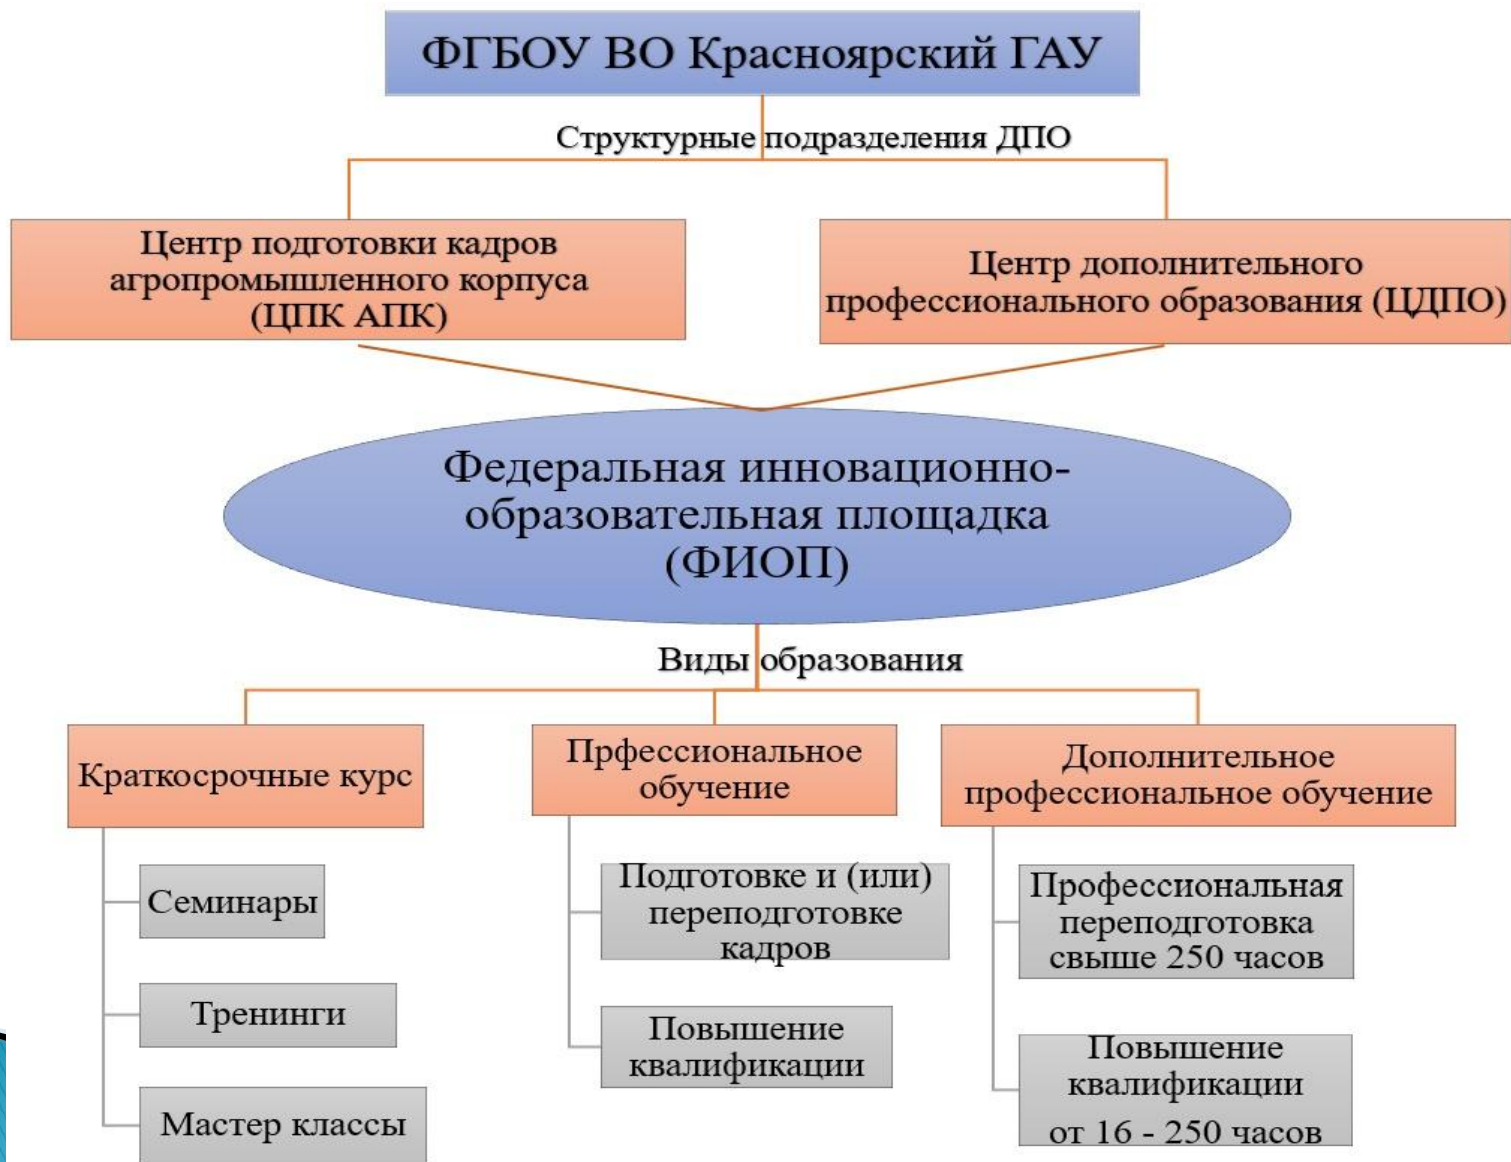 ФГБОУ ВО Красноярский ГАУ
Структурные подразделения ДПО
Центр подготовки кадров
агропромышленного корпуса
(ЦПК АПК)
Центр дополнительного
профессионального образования (ЦДПО)
Федеральная инновационно-
образовательная площадка
(ФИОП)
Виды образования
Краткосрочные курс
Семинары
Тренинги
Мастер классы
Прфессиональное
обучение
Подготовке и (или)
переподготовке
кадров
Повышение
квалификации
Дополнительное
профессиональное обучение
Профессиональная
переподготовка
свыше 250 часов
Повышение
квалификации
от 16 - 250 часов